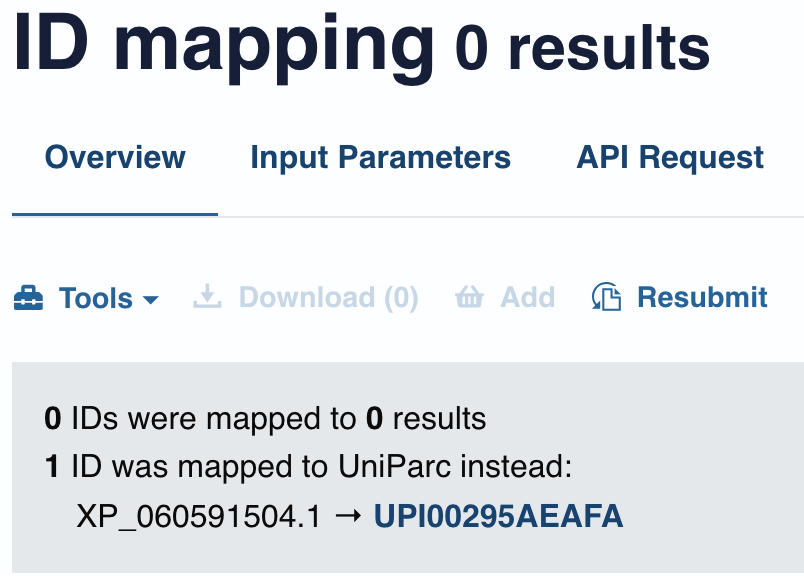 ID mapping 0 results
Overview Input Parameters API Request
Tools Download (0) Add Resubmit
0 IDs were mapped to 0 results
1 ID was mapped to UniParc instead:
XP_060591504.1 → UPI00295AEAFA